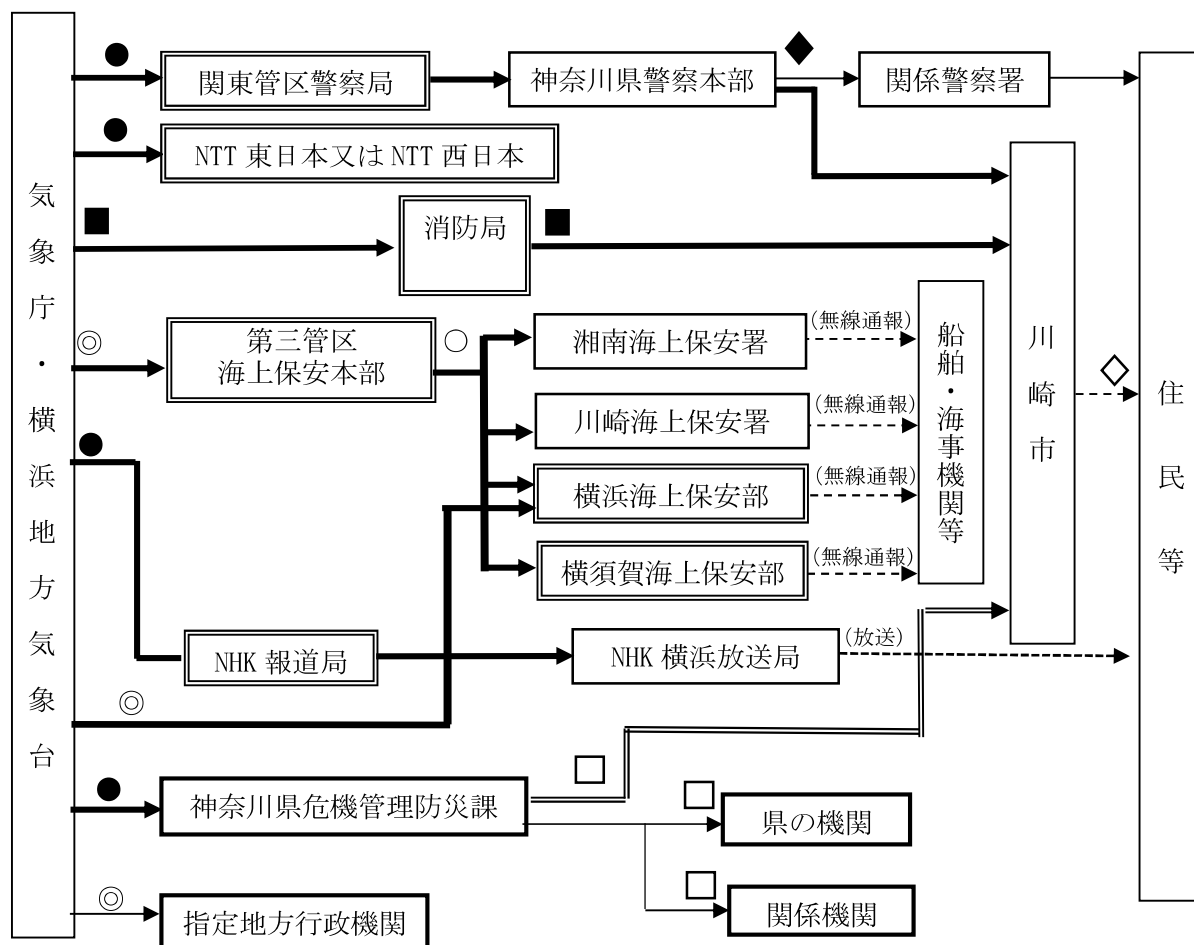 気象庁・横浜地方気象台
関東管区警察局
神奈川県警察本部
関係警察署
NTT 東日本又は NTT 西日本
消防局
第三管区
海上保安本部
湘南海上保安署
(無線通報)
川崎海上保安署
(無線通報)
横浜海上保安部
(無線通報)
横須賀海上保安部
(無線通報)
船舶・海事機関等
川崎市
住民等
NHK 報道局
NHK 横浜放送局
(放送)
神奈川県危機管理防災課
県の機関
関係機関
指定地方行政機関